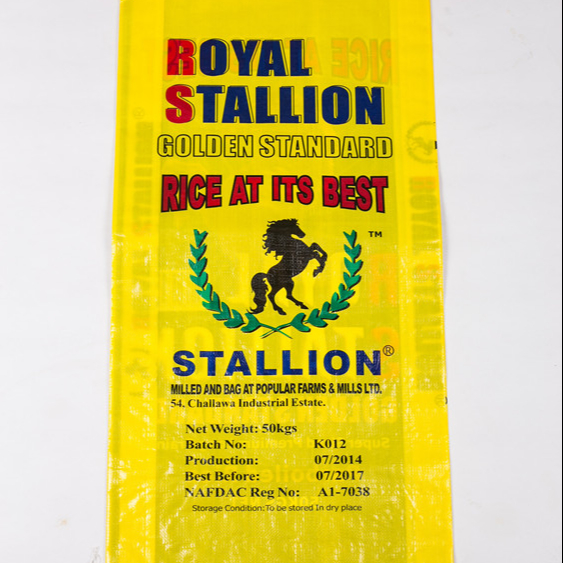 ROYAL
STALLION
GOLDEN STANDARD
RICE AT ITS BEST
TM
STALLION®
MILLED AND BAG AT POPULAR FARMS & MILLS LTD.
54, Challawa Industrial Estate.
Net Weight: 50kgs
Batch No: K012
Production: 07/2014
Best Before: 07/2017
NAFDAC Reg No: A1-7038
Storage Condition: To be stored In dry place